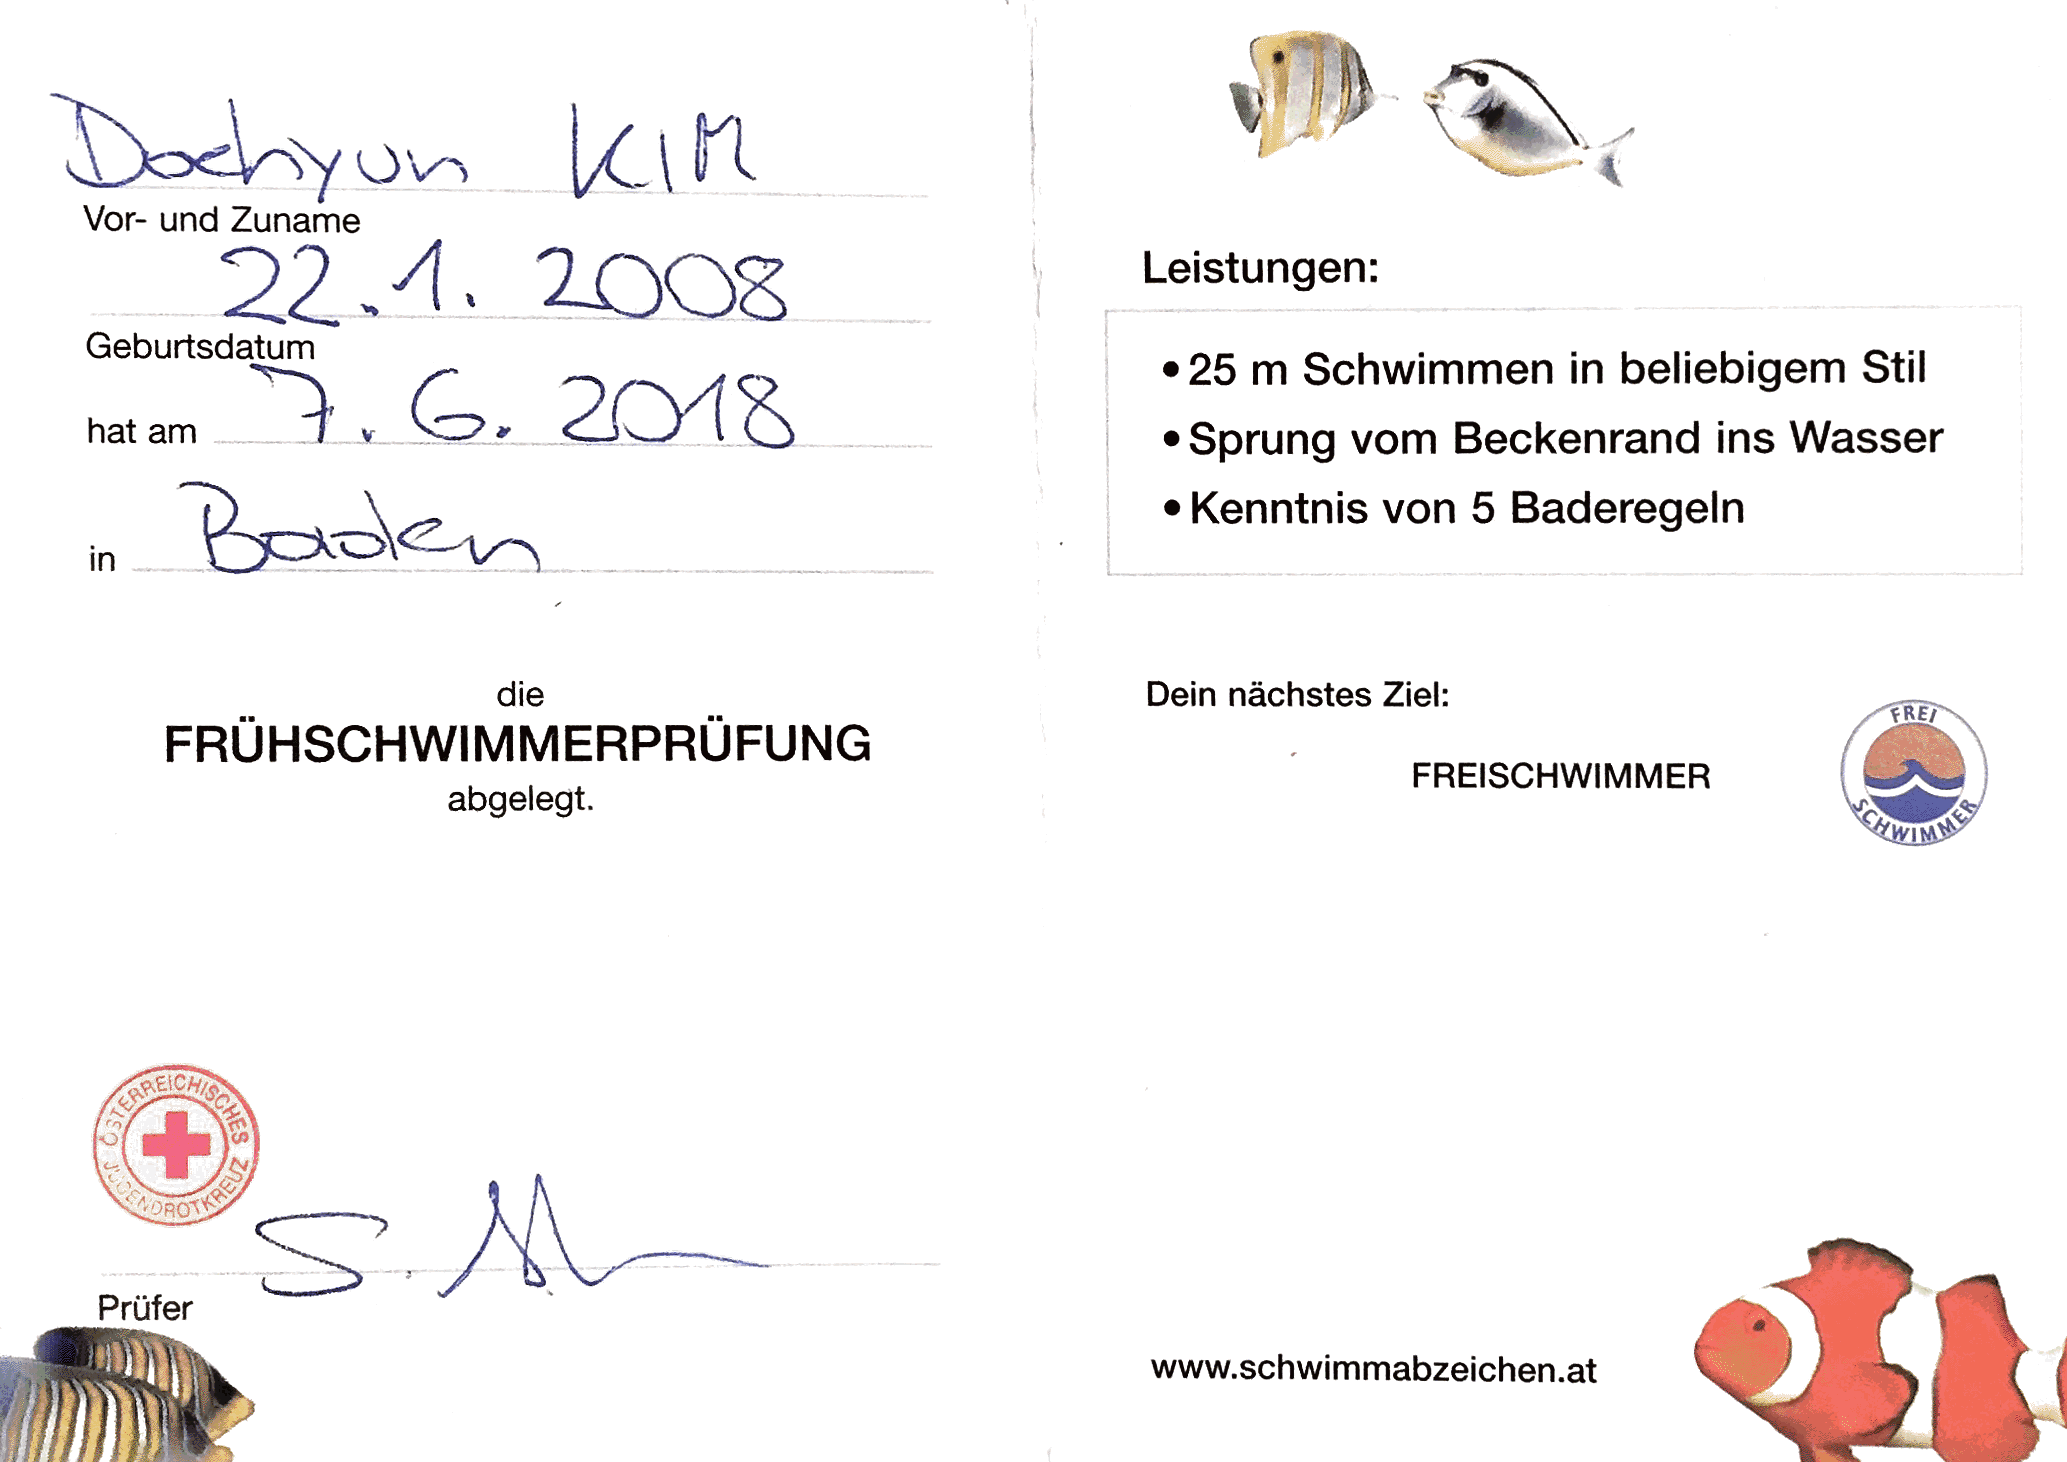 Dochyun KIM
Vor- und Zuname
22.1.2008
Geburtsdatum
hat am 7.6.2018
in Baden
die
FRÜHSCHWIMMERPRÜFUNG
abgelegt.
ÖSTERREICHISCHES
JUGENDROTKREUZ
Prüfer
Leistungen:
• 25 m Schwimmen in beliebigem Stil
• Sprung vom Beckenrand ins Wasser
• Kenntnis von 5 Baderegeln
Dein nächstes Ziel:
FREISCHWIMMER
FREI
SCHWIMMER
www.schwimmabzeichen.at